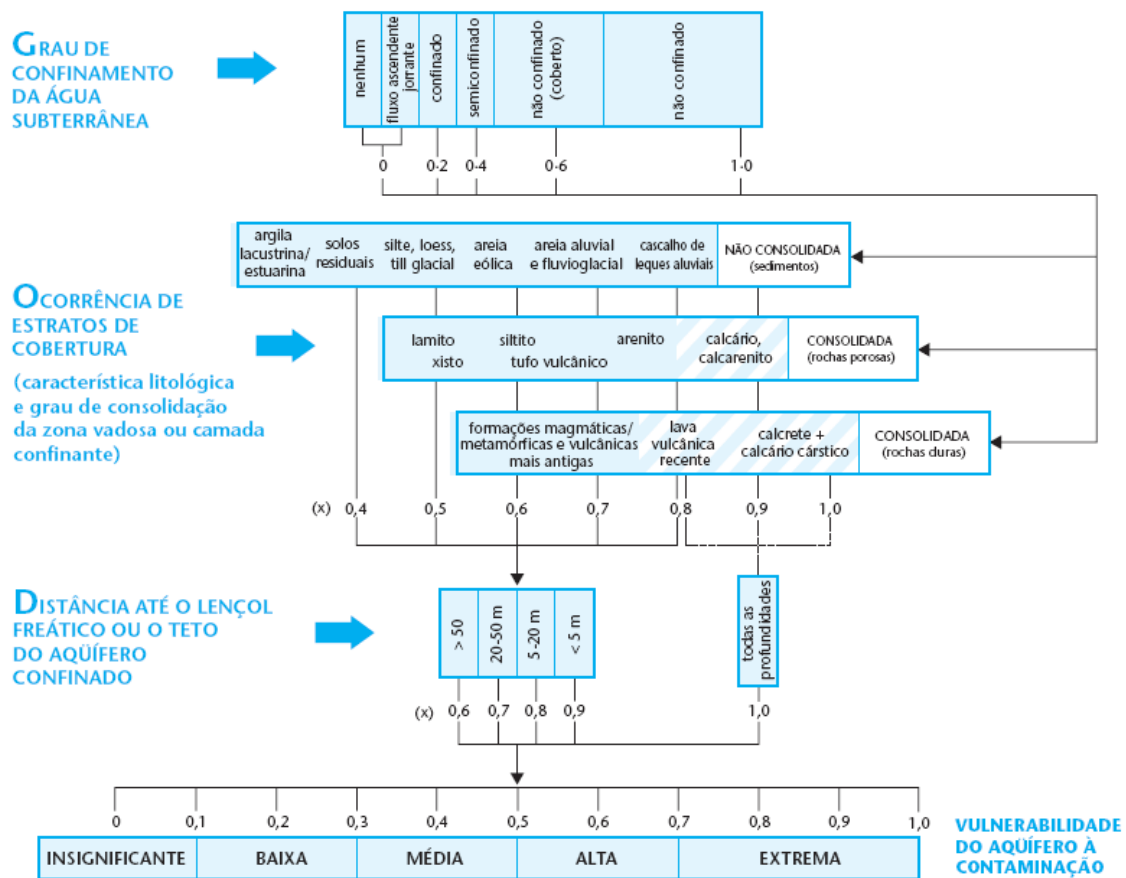 GRAU DE
CONFINAMENTO
DA ÁGUA
SUBTERRÂNEA
nenhum
fluxo ascendente
jorrante
confinado
semiconfinado
não confinado
(coberto)
não confinado
0
0·2
0·4
0·6
1·0
OCORRÊNCIA DE
ESTRATOS DE
COBERTURA
(característica litológica
e grau de consolidação
da zona vadosa ou camada
confinante)
argila
lacustrina/
estuarina
solos
residuais
silte, loess,
till glacial
areia
eólica
areia aluvial
e fluvioglacial
cascalho de
leques aluviais
NÃO CONSOLIDADA
(sedimentos)
lamito
xisto
siltito
tufo vulcânico
arenito
calcário,
calcarenito
CONSOLIDADA
(rochas porosas)
formações magmáticas/
metamórficas e vulcânicas
mais antigas
lava
vulcânica
recente
calcrete +
calcário cárstico
CONSOLIDADA
(rochas duras)
(x) 0,4 0,5 0,6 0,7 0,8 0,9 1,0
DISTÂNCIA ATÉ O LENÇOL
FREÁTICO OU O TETO
DO AQÜÍFERO
CONFINADO
> 50
20-50 m
5-20 m
< 5 m
todas as
profundidades
(x) 0,6 0,7 0,8 0,9 1,0
0 0,1 0,2 0,3 0,4 0,5 0,6 0,7 0,8 0,9 1,0
INSIGNIFICANTE BAIXA MÉDIA ALTA EXTREMA
VULNERABILIDADE
DO AQÜÍFERO À
CONTAMINAÇÃO